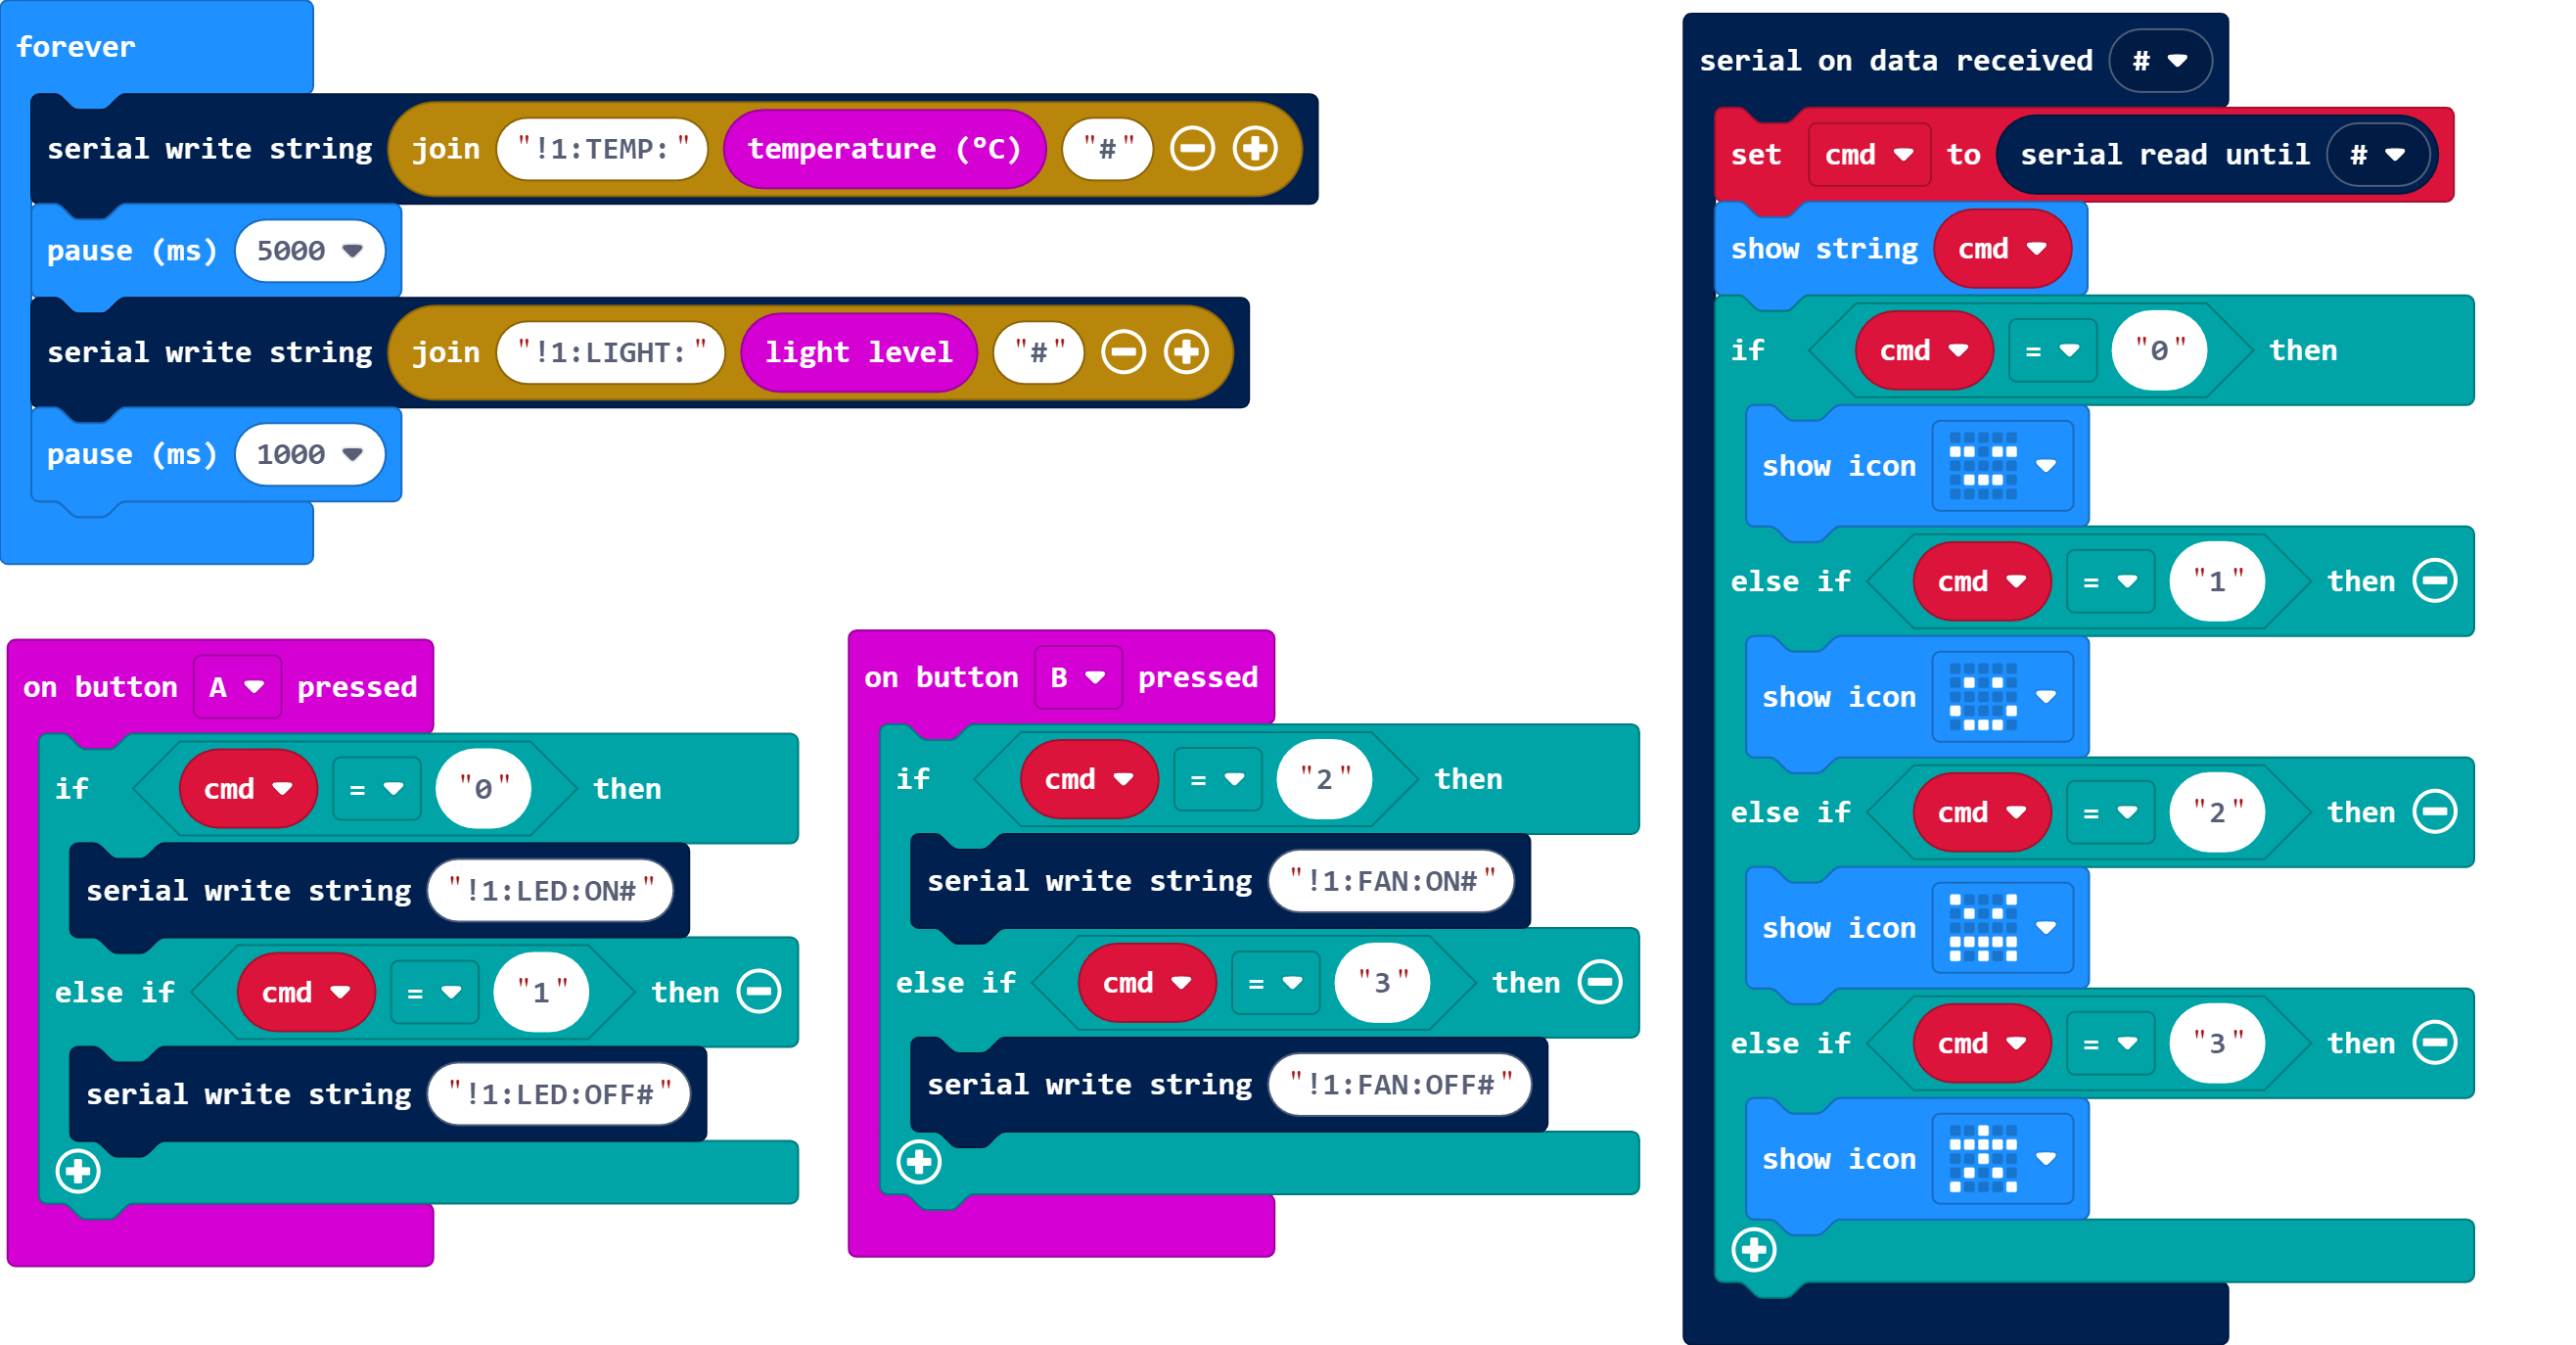 forever
serial write string join "!1:TEMP:" temperature (°C) "#"
pause (ms) 5000
serial write string join "!1:LIGHT:" light level "#"
pause (ms) 1000
on button A pressed
if cmd = "0" then
serial write string "!1:LED:ON#"
else if cmd = "1" then
serial write string "!1:LED:OFF#"
on button B pressed
if cmd = "2" then
serial write string "!1:FAN:ON#"
else if cmd = "3" then
serial write string "!1:FAN:OFF#"
serial on data received #
set cmd to serial read until #
show string cmd
if cmd = "0" then
show icon
else if cmd = "1" then
show icon
else if cmd = "2" then
show icon
else if cmd = "3" then
show icon